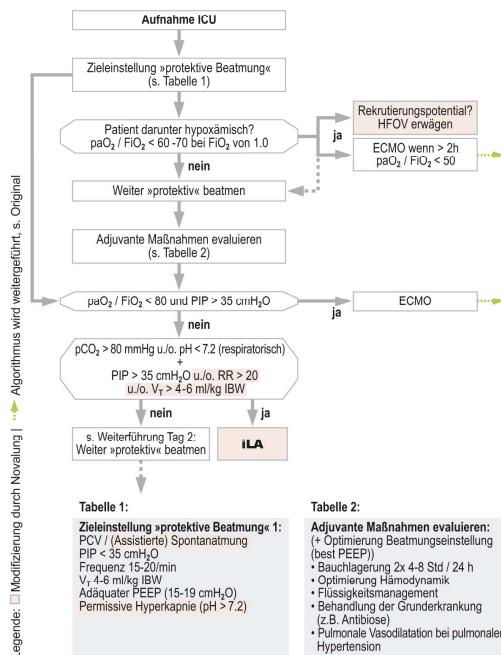 Aufnahme ICU
Zieleinstellung »protektive Beatmung«
(s. Tabelle 1)
Patient darunter hypoxämisch?
paO₂ / FiO₂ < 60 -70 bei FiO₂ von 1.0
ja
Rekrutierungspotential?
HFOV erwägen
ECMO wenn > 2h
paO₂ / FiO₂ < 50
nein
Weiter »protektiv« beatmen
Adjuvante Maßnahmen evaluieren
(s. Tabelle 2)
paO₂ / FiO₂ < 80 und PIP > 35 cmH₂O
ja
ECMO
nein
pCO₂ > 80 mmHg u./o. pH < 7.2 (respiratorisch)
+
PIP > 35 cmH₂O u./o. RR > 20
u./o. V_T > 4-6 ml/kg IBW
nein
ja
s. Weiterführung Tag 2:
Weiter »protektiv« beatmen
iLA
Legende: Modifizierung durch Novalung | Algorithmus wird weitergeführt, s. Original
Tabelle 1:
Zieleinstellung »protektive Beatmung« 1:
PCV / (Assistierte) Spontanatmung
PIP < 35 cmH₂O
Frequenz 15-20/min
V_T 4-6 ml/kg IBW
Adäquater PEEP (15-19 cmH₂O)
Permissive Hyperkapnie (pH > 7.2)
Tabelle 2:
Adjuvante Maßnahmen evaluieren:
(+ Optimierung Beatmungseinstellung
(best PEEP))
• Bauchlagerung 2x 4-8 Std / 24 h
• Optimierung Hämodynamik
• Flüssigkeitsmanagement
• Behandlung der Grunderkrankung
(z.B. Antibiose)
• Pulmonale Vasodilatation bei pulmonaler
Hypertension